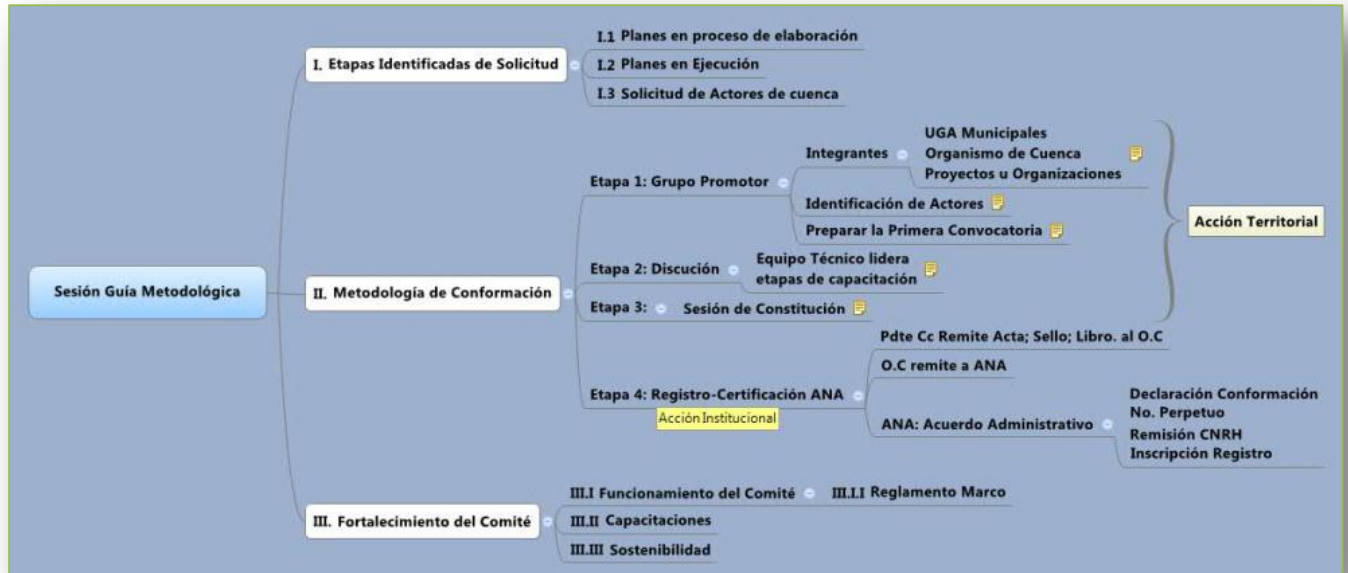 Sesión Guía Metodológica
I. Etapas Identificadas de Solicitud
I.1 Planes en proceso de elaboración
I.2 Planes en Ejecución
I.3 Solicitud de Actores de cuenca
II. Metodología de Conformación
Etapa 1: Grupo Promotor
Integrantes
UGA Municipales
Organismo de Cuenca
Proyectos u Organizaciones
Identificación de Actores
Preparar la Primera Convocatoria
Etapa 2: Discución
Equipo Técnico lidera
etapas de capacitación
Etapa 3:
Sesión de Constitución
Acción Territorial
Etapa 4: Registro-Certificación ANA
Acción Institucional
Pdte Cc Remite Acta; Sello; Libro. al O.C
O.C remite a ANA
ANA: Acuerdo Administrativo
Declaración Conformación
No. Perpetuo
Remisión CNRH
Inscripción Registro
III. Fortalecimiento del Comité
III.I Funcionamiento del Comité
III.I.I Reglamento Marco
III.II Capacitaciones
III.III Sostenibilidad